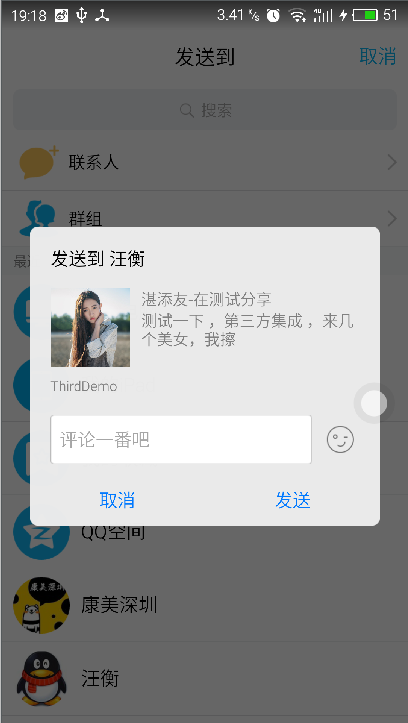 19:18
3.41 K/s
51
发送到
取消
搜索
联系人
群组
最近
发送到 汪衡
湛添友-在测试分享
测试一下，第三方集成，来几
个美女，我擦
ThirdDemo
评论一番吧
取消
发送
QQ空间
康美深圳
康美深圳
汪衡